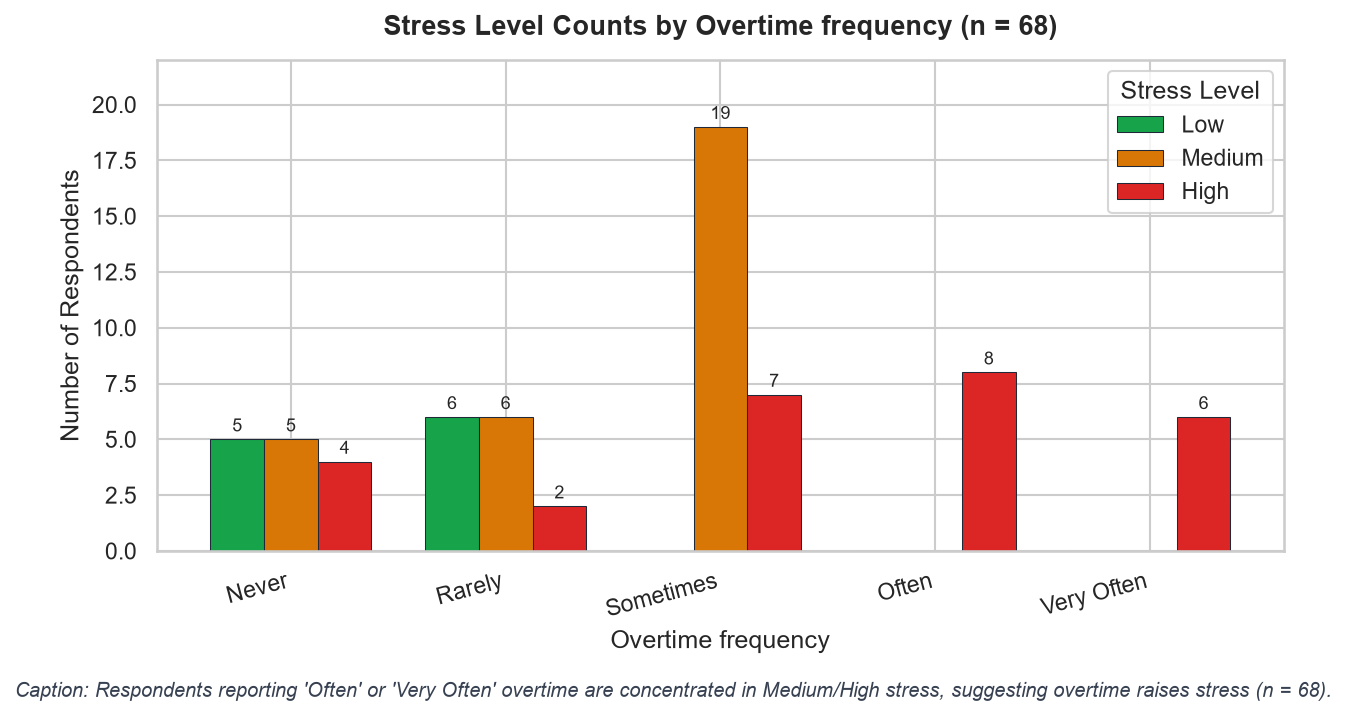 Stress Level Counts by Overtime frequency (n = 68)
Stress Level
Low
Medium
High
Number of Respondents
20.0
17.5
15.0
12.5
10.0
7.5
5.0
2.5
0.0
5
5
4
6
6
2
19
7
8
6
Never
Rarely
Sometimes
Often
Very Often
Overtime frequency
Caption: Respondents reporting 'Often' or 'Very Often' overtime are concentrated in Medium/High stress, suggesting overtime raises stress (n = 68).